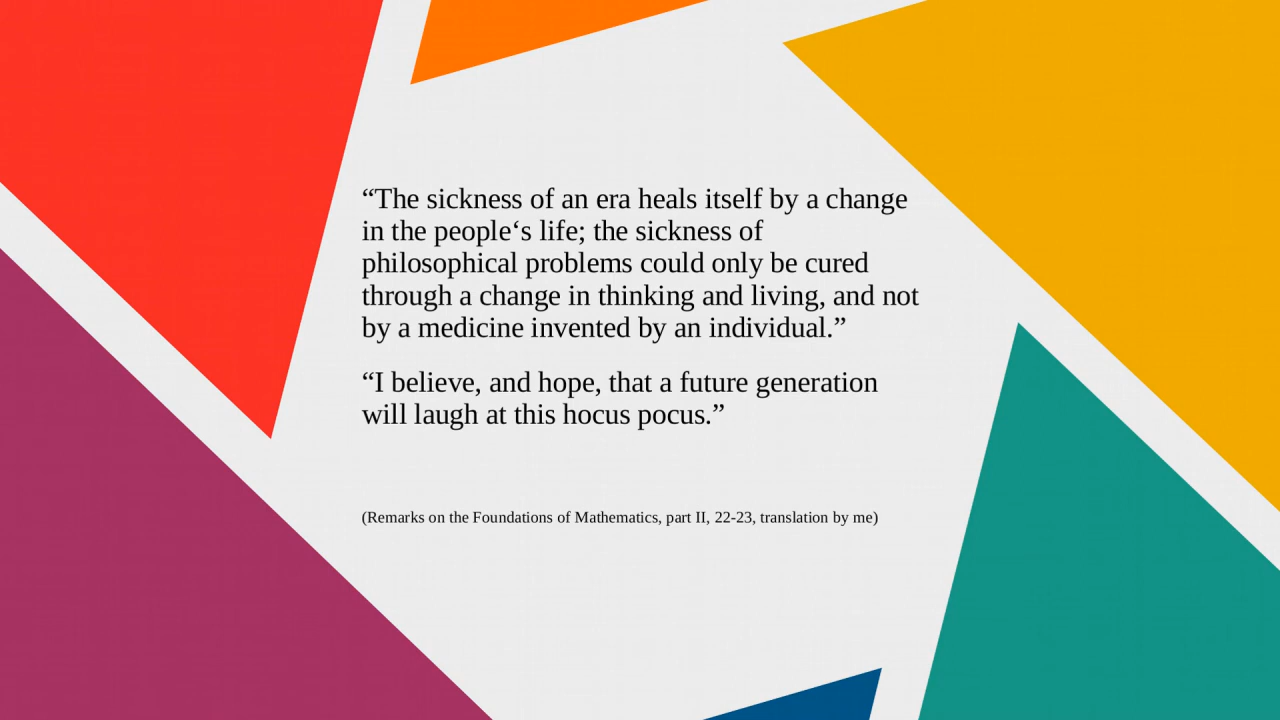 “The sickness of an era heals itself by a change
in the people‘s life; the sickness of
philosophical problems could only be cured
through a change in thinking and living, and not
by a medicine invented by an individual.”
“I believe, and hope, that a future generation
will laugh at this hocus pocus.”
(Remarks on the Foundations of Mathematics, part II, 22-23, translation by me)